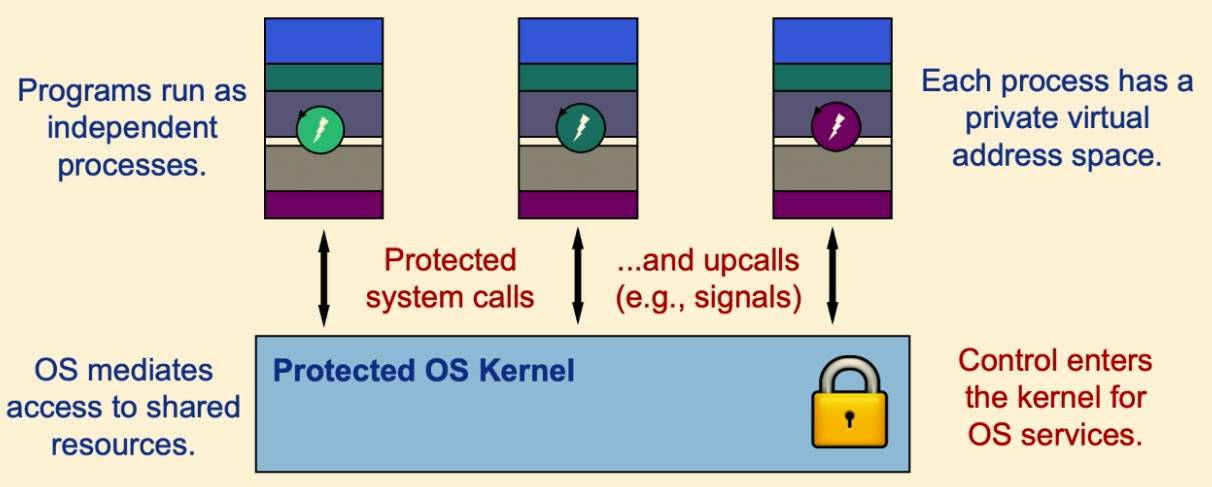 Programs run as
independent
processes.
Each process has a
private virtual
address space.
Protected
system calls
...and upcalls
(e.g., signals)
OS mediates
access to shared
resources.
Protected OS Kernel
Control enters
the kernel for
OS services.